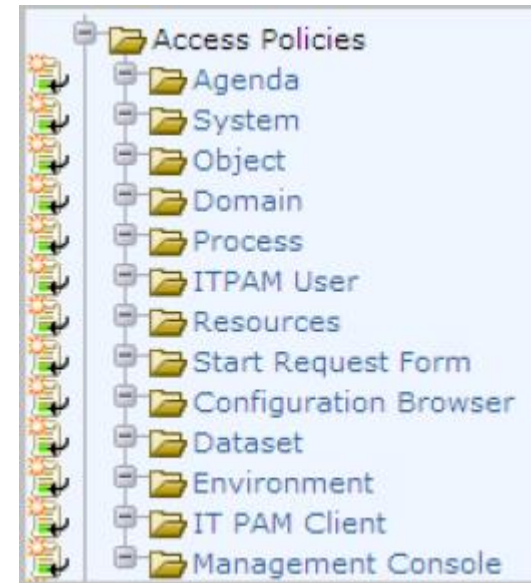 Access Policies
Agenda
System
Object
Domain
Process
ITPAM User
Resources
Start Request Form
Configuration Browser
Dataset
Environment
IT PAM Client
Management Console